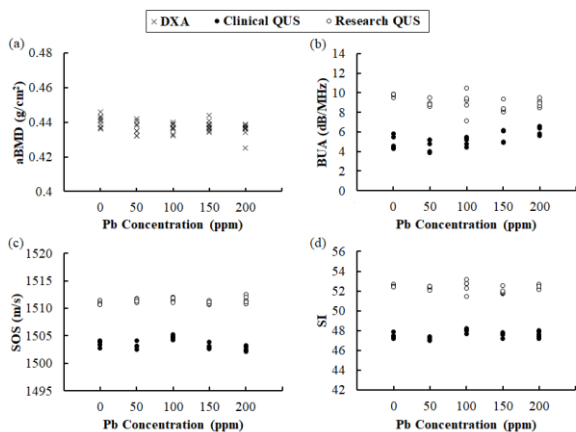 × DXA ● Clinical QUS ○ Research QUS
(a)
aBMD (g/cm²)
0.48
0.46
0.44
0.42
0.4
0 50 100 150 200
Pb Concentration (ppm)
(b)
BUA (dB/MHz)
14
12
10
8
6
4
2
0
0 50 100 150 200
Pb Concentration (ppm)
(c)
SOS (m/s)
1520
1515
1510
1505
1500
1495
0 50 100 150 200
Pb Concentration (ppm)
(d)
SI
56
54
52
50
48
46
44
42
0 50 100 150 200
Pb Concentration (ppm)